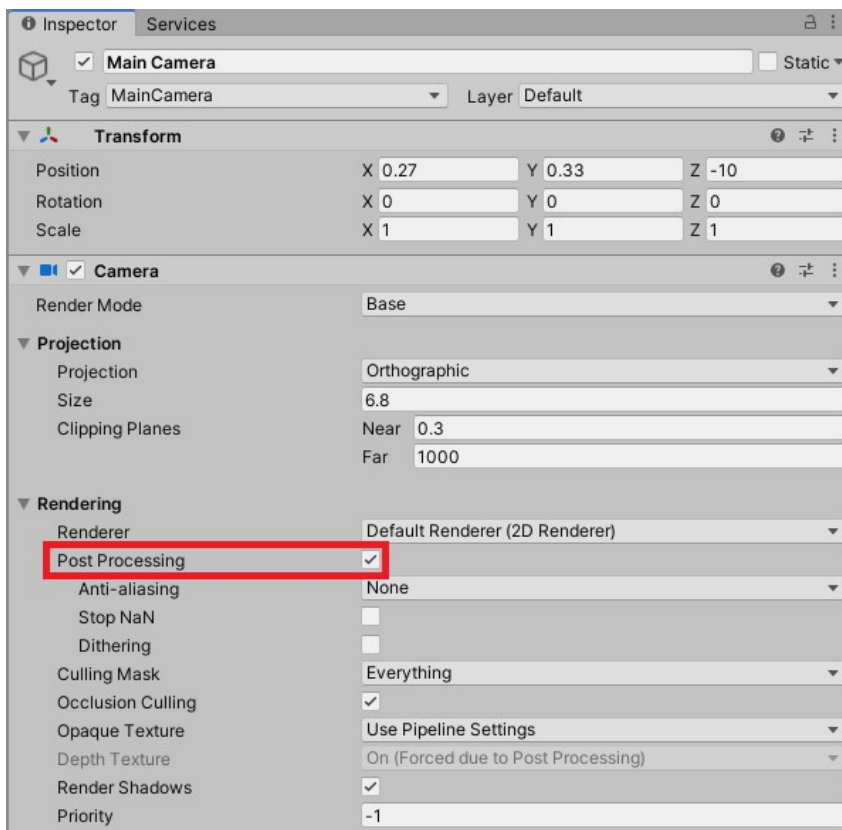 Inspector Services
Main Camera Static
Tag MainCamera Layer Default
Transform
Position X 0.27 Y 0.33 Z -10
Rotation X 0 Y 0 Z 0
Scale X 1 Y 1 Z 1
Camera
Render Mode Base
Projection
Projection Orthographic
Size 6.8
Clipping Planes Near 0.3
Far 1000
Rendering
Renderer Default Renderer (2D Renderer)
Post Processing
Anti-aliasing None
Stop NaN
Dithering
Culling Mask Everything
Occlusion Culling
Opaque Texture Use Pipeline Settings
Depth Texture On (Forced due to Post Processing)
Render Shadows
Priority -1